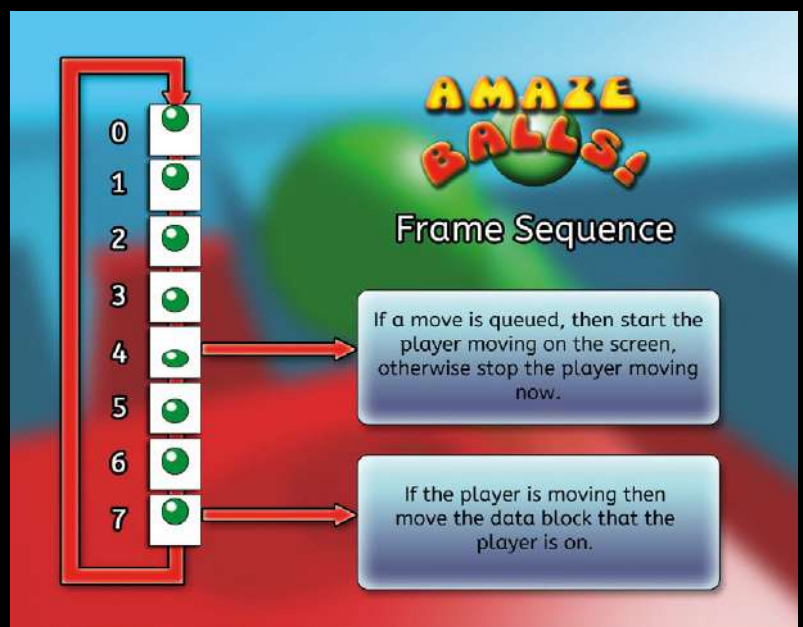 AMAZE
BALLS!
Frame Sequence
0
1
2
3
4
5
6
7
If a move is queued, then start the
player moving on the screen,
otherwise stop the player moving
now.
If the player is moving then
move the data block that the
player is on.